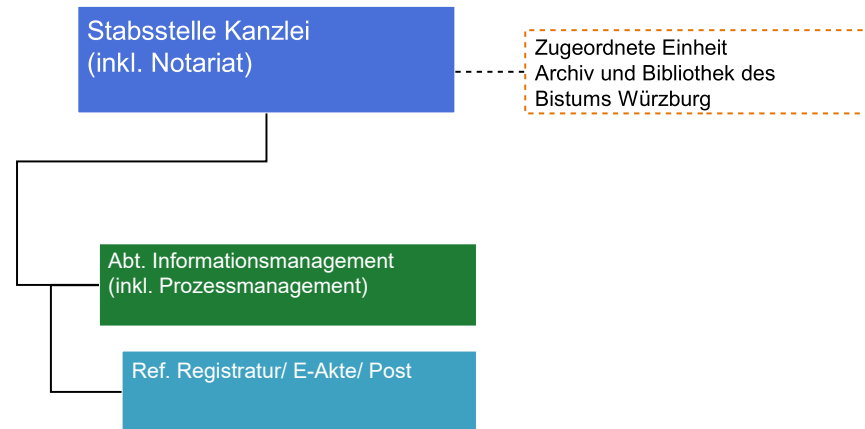 Stabsstelle Kanzlei
(inkl. Notariat)
Zugeordnete Einheit
Archiv und Bibliothek des
Bistums Würzburg
Abt. Informationsmanagement
(inkl. Prozessmanagement)
Ref. Registratur/ E-Akte/ Post